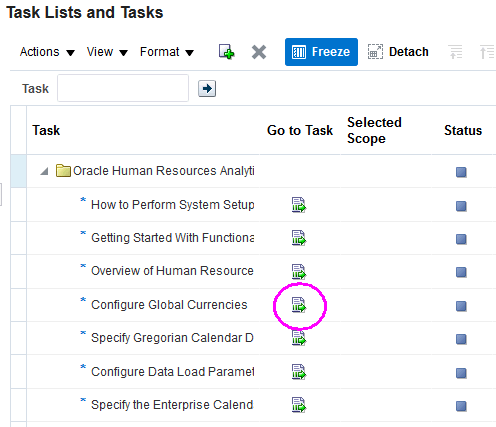 Task Lists and Tasks
Actions View Format Freeze Detach
Task
Task Go to Task Selected Scope Status
Oracle Human Resources Analyti
* How to Perform System Setup
* Getting Started With Functiona
* Overview of Human Resource
* Configure Global Currencies
* Specify Gregorian Calendar D
* Configure Data Load Paramet
* Specify the Enterprise Calend